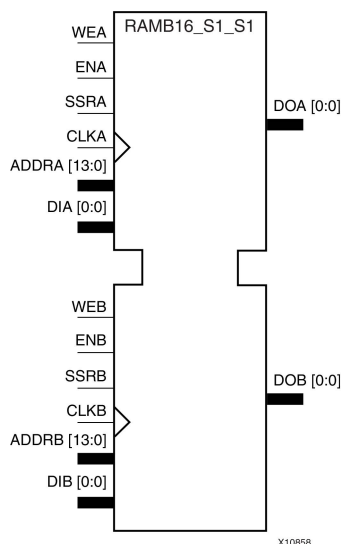 RAMB16_S1_S1
WEA
ENA
SSRA
CLKA
ADDRA [13:0]
DIA [0:0]
DOA [0:0]
WEB
ENB
SSRB
CLKB
ADDRB [13:0]
DIB [0:0]
DOB [0:0]
X10858